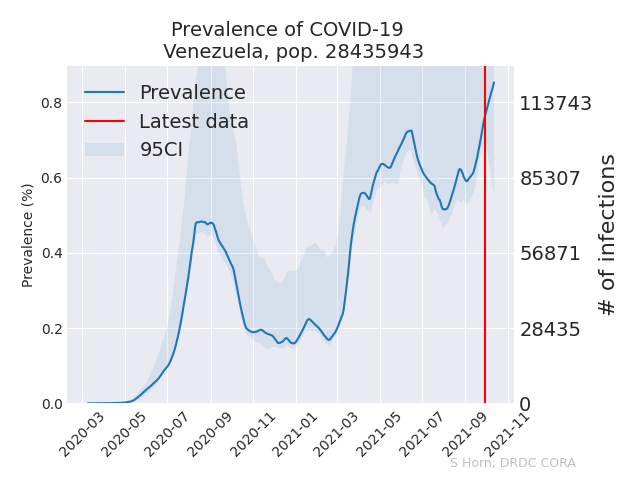 Prevalence of COVID-19
Venezuela, pop. 28435943
Prevalence
Latest data
95CI
Prevalence (%)
0.8
0.6
0.4
0.2
0.0
113743
85307
56871
28435
0
# of infections
2020-03
2020-05
2020-07
2020-09
2020-11
2021-01
2021-03
2021-05
2021-07
2021-09
2021-11
S Horn, DRDC CORA